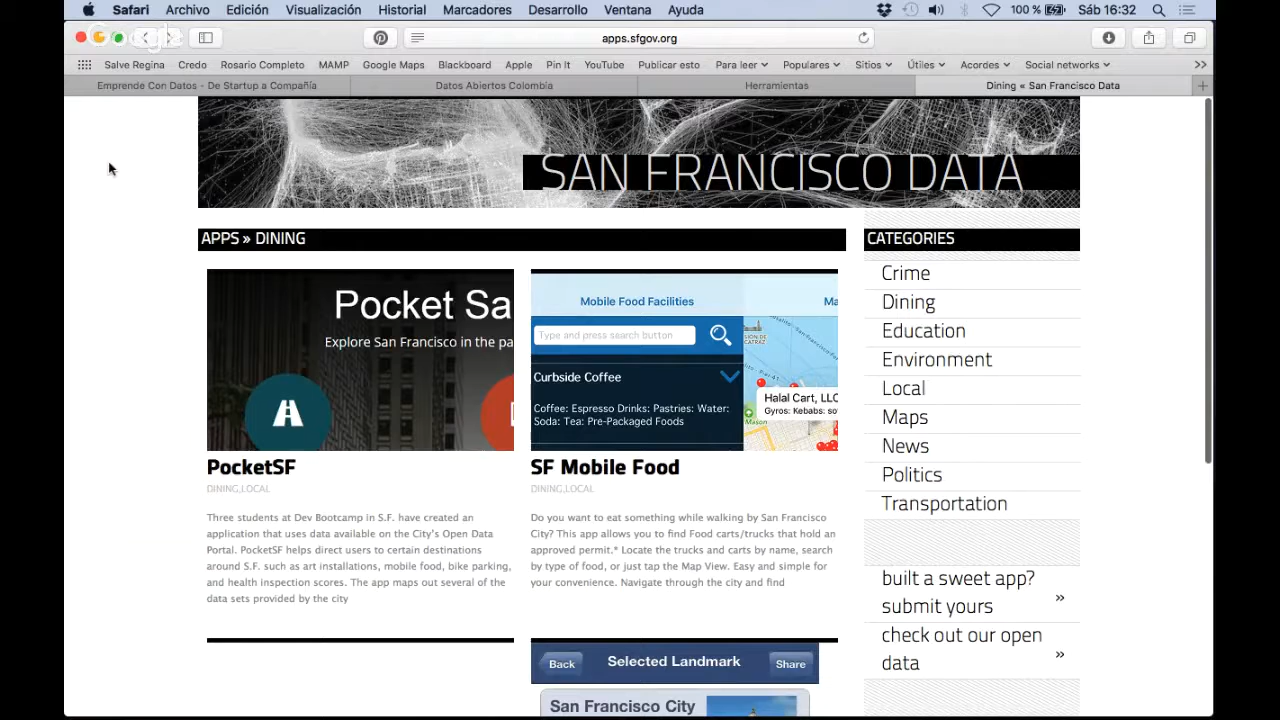 Safari Archivo Edición Visualización Historial Marcadores Desarrollo Ventana Ayuda 100 % Sáb 16:32
Google
apps.sfgov.org
Salve Regina Credo Rosario Completo MAMP Google Maps Blackboard Apple Pin It YouTube Publicar esto Para leer Populares Sitios Útiles Acordes Social networks »
Emprende Con Datos - De Startup a Compañía Datos Abiertos Colombia Herramientas Dining « San Francisco Data +
SAN FRANCISCO DATA
APPS » DINING
Pocket Sa
Explore San Francisco in the pa
Mobile Food Facilities Ma
Type and press search button
Curbside Coffee
Coffee: Espresso Drinks: Pastries: Water:
Soda: Tea: Pre-Packaged Foods
Halal Cart, LLC
Gyros: Kebabs: so
Mason
PocketSF
DINING,LOCAL
Three students at Dev Bootcamp in S.F. have created an
application that uses data available on the City's Open Data
Portal. PocketSF helps direct users to certain destinations
around S.F. such as art installations, mobile food, bike parking,
and health inspection scores. The app maps out several of the
data sets provided by the city
SF Mobile Food
DINING,LOCAL
Do you want to eat something while walking by San Francisco
City? This app allows you to find Food carts/trucks that hold an
approved permit.* Locate the trucks and carts by name, search
by type of food, or just tap the Map View. Easy and simple for
your convenience. Navigate through the city and find
Back Selected Landmark Share
San Francisco City
CATEGORIES
Crime
Dining
Education
Environment
Local
Maps
News
Politics
Transportation
built a sweet app?
submit yours »
check out our open
data »